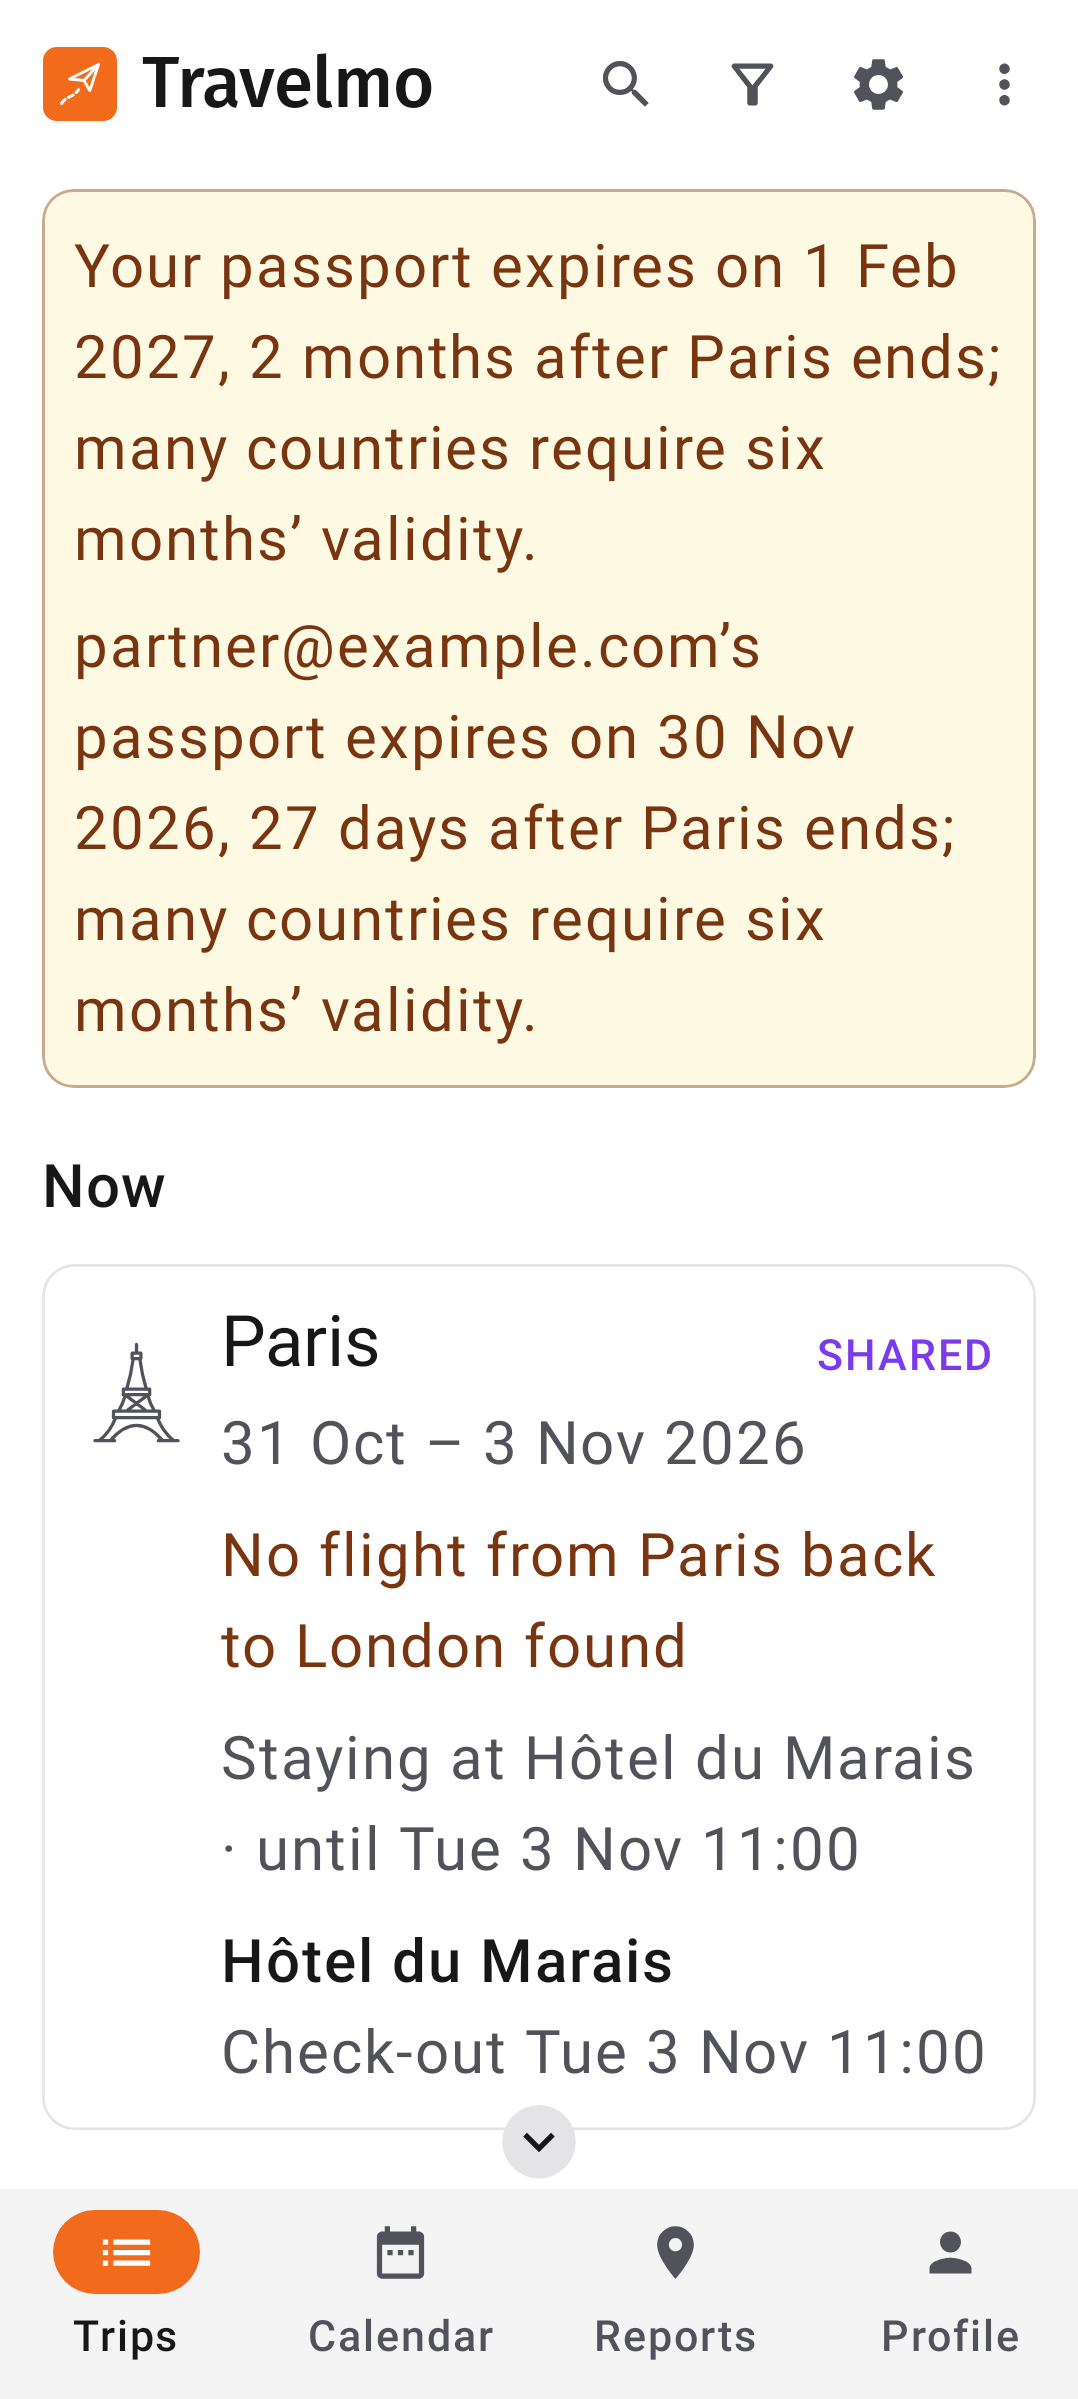 Travelmo
Your passport expires on 1 Feb
2027, 2 months after Paris ends;
many countries require six
months’ validity.
partner@example.com’s
passport expires on 30 Nov
2026, 27 days after Paris ends;
many countries require six
months’ validity.
Now
Paris
SHARED
31 Oct – 3 Nov 2026
No flight from Paris back
to London found
Staying at Hôtel du Marais
· until Tue 3 Nov 11:00
Hôtel du Marais
Check-out Tue 3 Nov 11:00
Trips
Calendar
Reports
Profile